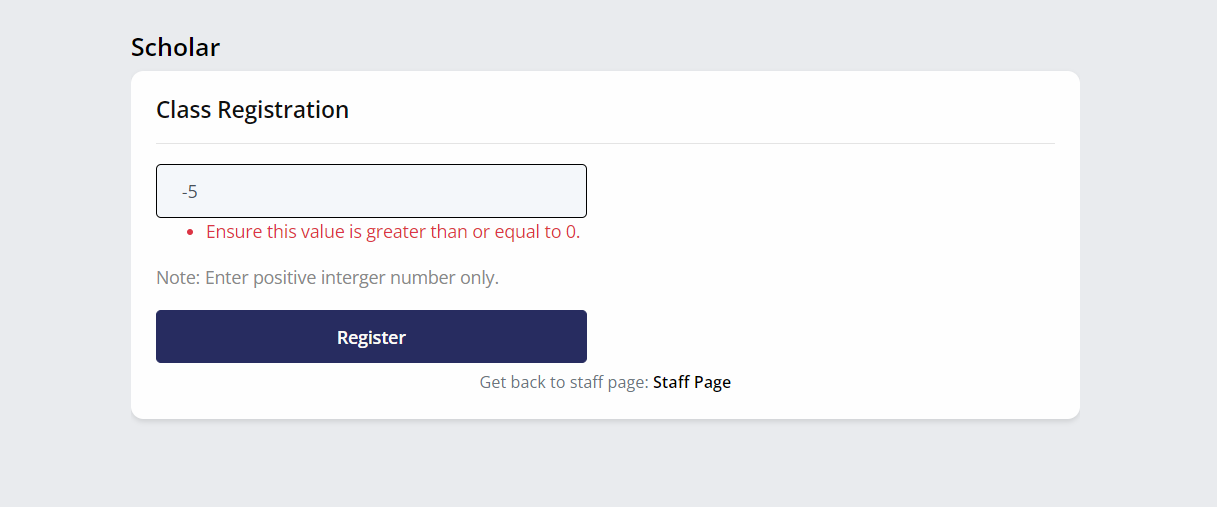 Scholar
Class Registration
-5
Ensure this value is greater than or equal to 0.
Note: Enter positive interger number only.
Register
Get back to staff page: Staff Page